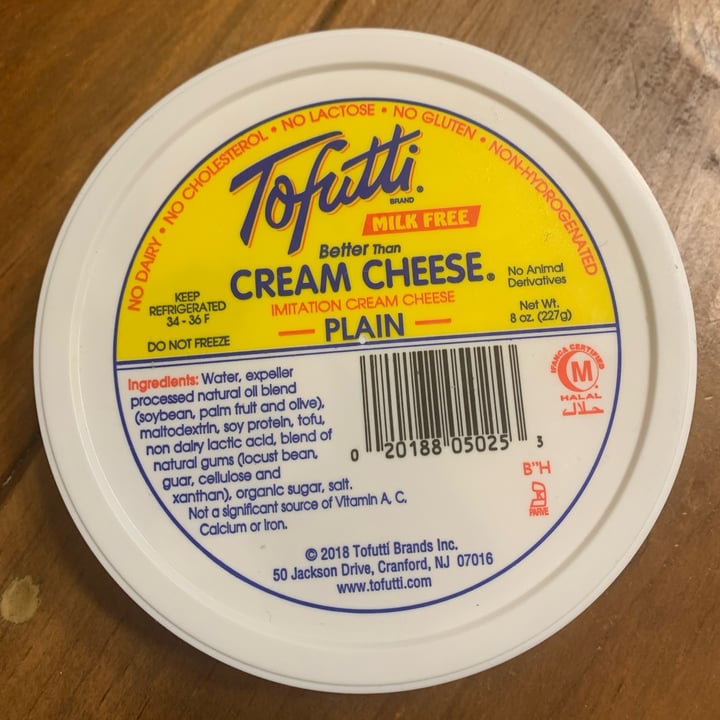 NO DAIRY • NO CHOLESTEROL • NO LACTOSE • NO GLUTEN • NON-HYDROGENATED
Tofutti®
BRAND
MILK FREE
Better Than
CREAM CHEESE®
IMITATION CREAM CHEESE
PLAIN
KEEP
REFRIGERATED
34 - 36 F
DO NOT FREEZE
No Animal
Derivatives
Net Wt.
8 oz. (227g)
Ingredients: Water, expeller
processed natural oil blend
(soybean, palm fruit and olive),
maltodextrin, soy protein, tofu,
non dairy lactic acid, blend of
natural gums (locust bean,
guar, cellulose and
xanthan), organic sugar, salt.
Not a significant source of Vitamin A, C,
Calcium or Iron.
0 20188 05025 3
IFANCA CERTIFIED
M
HALAL
حلال
B"H
PARVE
© 2018 Tofutti Brands Inc.
50 Jackson Drive, Cranford, NJ 07016
www.tofutti.com